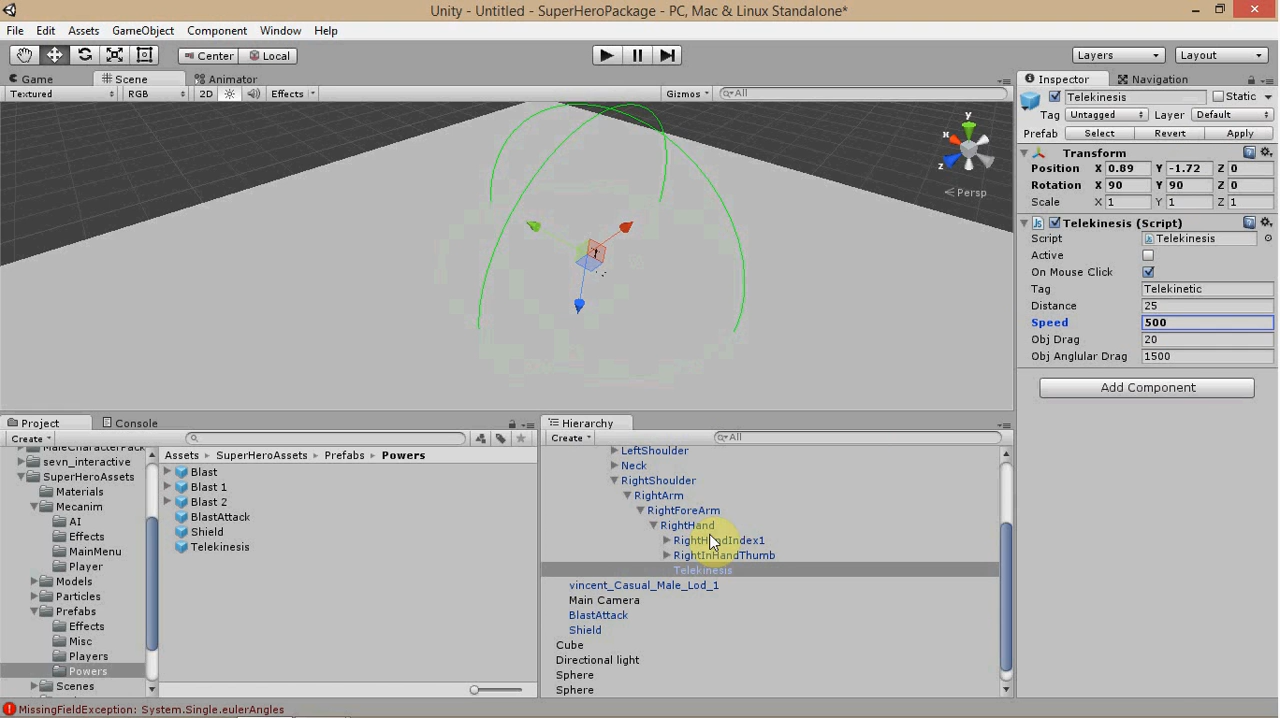 Unity - Untitled - SuperHeroPackage - PC, Mac & Linux Standalone*
File Edit Assets GameObject Component Window Help
Center Local Layers Layout
Game Scene Animator
Textured RGB 2D Effects Gizmos All
y
x
z
Persp
Inspector Navigation
Telekinesis Static
Tag Untagged Layer Default
Prefab Select Revert Apply
Transform
Position X 0.89 Y -1.72 Z 0
Rotation X 90 Y 90 Z 0
Scale X 1 Y 1 Z 1
Telekinesis (Script)
Script Telekinesis
Active
On Mouse Click
Tag Telekinetic
Distance 25
Speed 500
Obj Drag 20
Obj Anglular Drag 1500
Add Component
Project Console
Create
MaleCharacterPack
sevn_interactive
SuperHeroAssets
Materials
Mecanim
AI
Effects
MainMenu
Player
Models
Particles
Prefabs
Effects
Misc
Players
Powers
Scenes
Assets SuperHeroAssets Prefabs Powers
Blast
Blast 1
Blast 2
BlastAttack
Shield
Telekinesis
Hierarchy
Create All
LeftShoulder
Neck
RightShoulder
RightArm
RightForeArm
RightHand
RightHandIndex1
RightInHandThumb
Telekinesis
vincent_Casual_Male_Lod_1
Main Camera
BlastAttack
Shield
Cube
Directional light
Sphere
Sphere
MissingFieldException: System.Single.eulerAngles